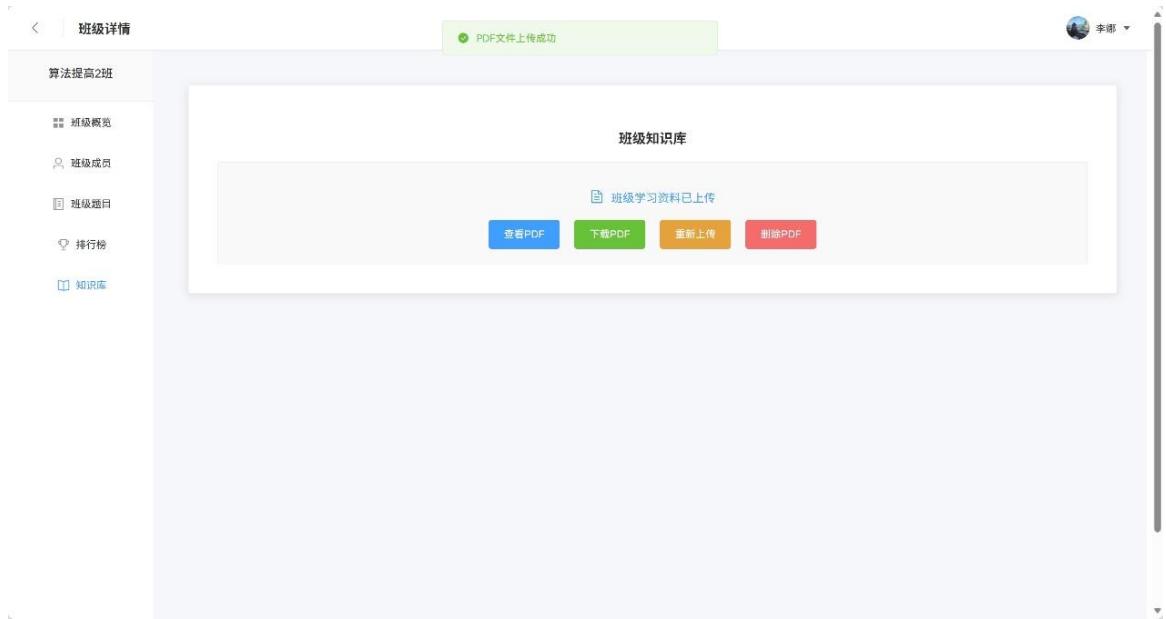 班级详情
PDF文件上传成功
李娜
算法提高2班
班级概览
班级成员
班级题目
排行榜
知识库
班级知识库
班级学习资料已上传
查看PDF 下载PDF 重新上传 删除PDF